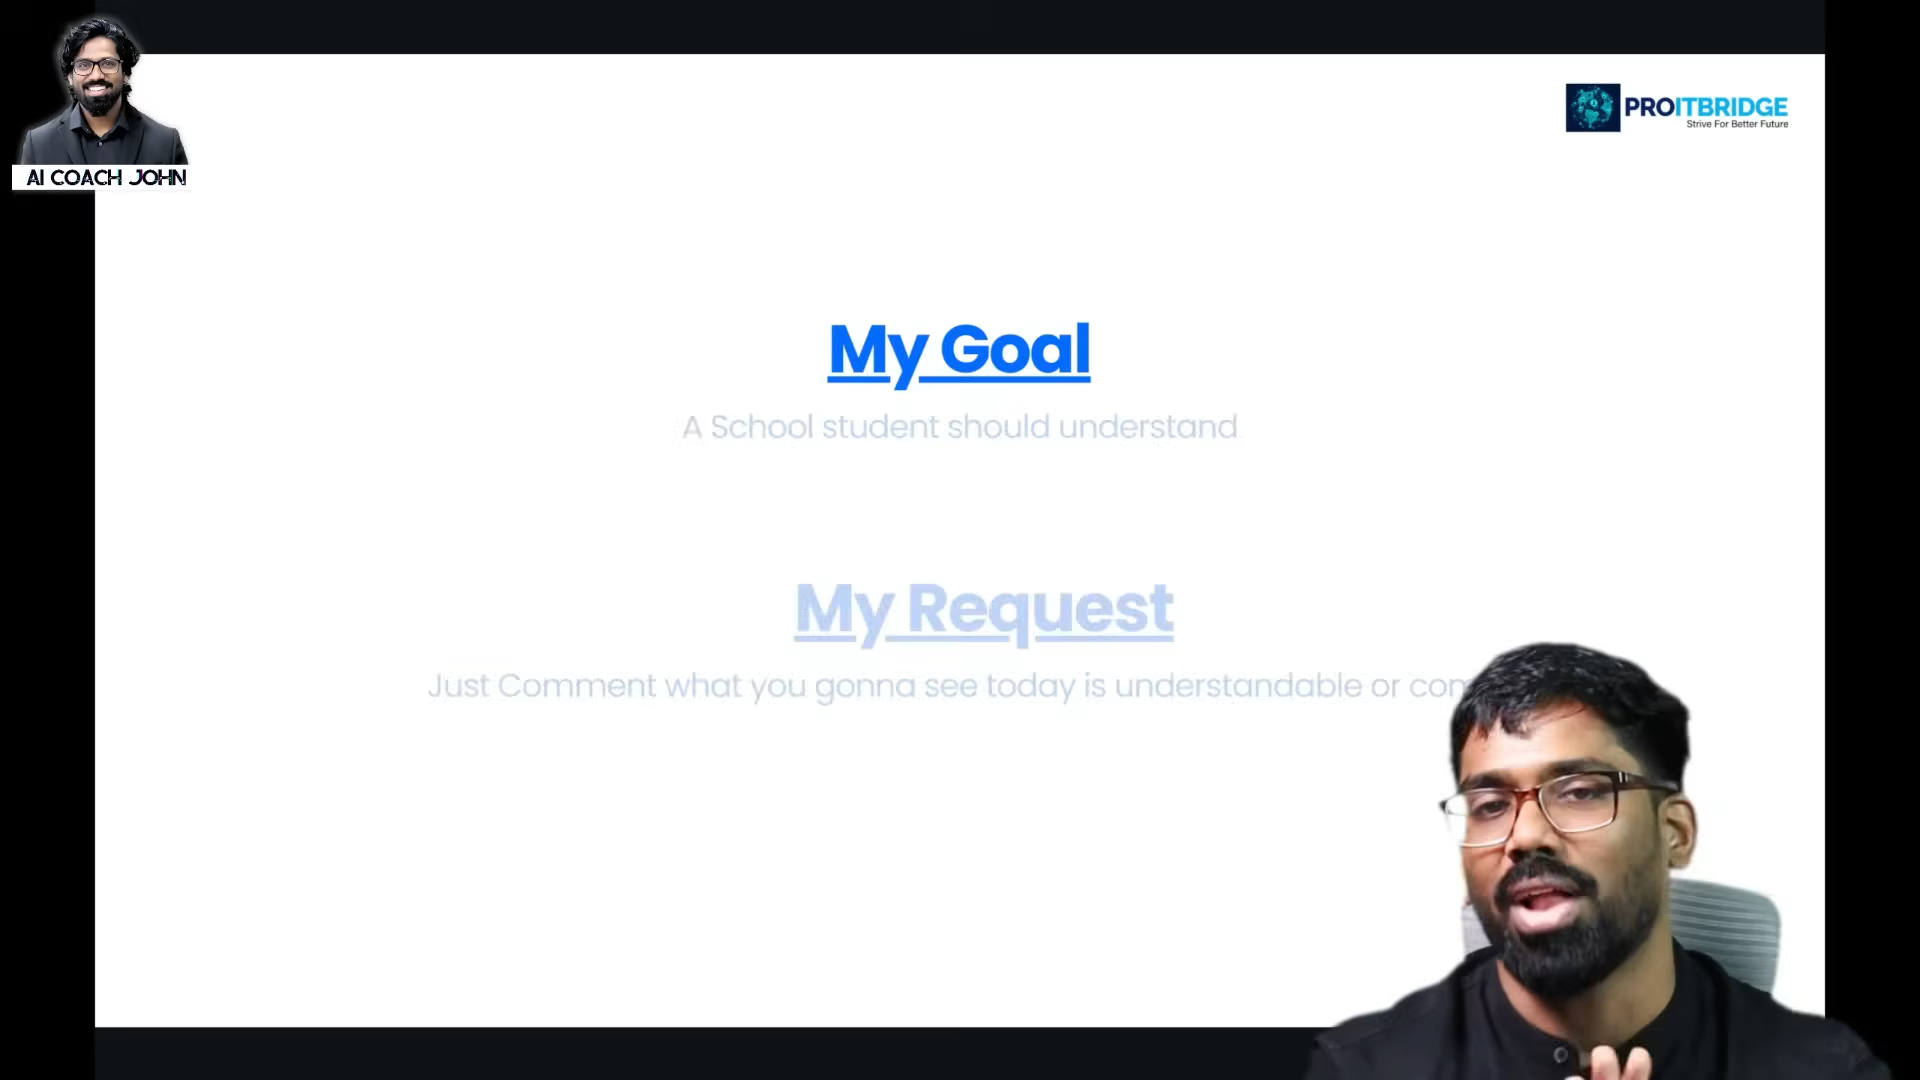 AI COACH JOHN
PROITBRIDGE
Strive For Better Future
My Goal
A School student should understand
My Request
Just Comment what you gonna see today is understandable or